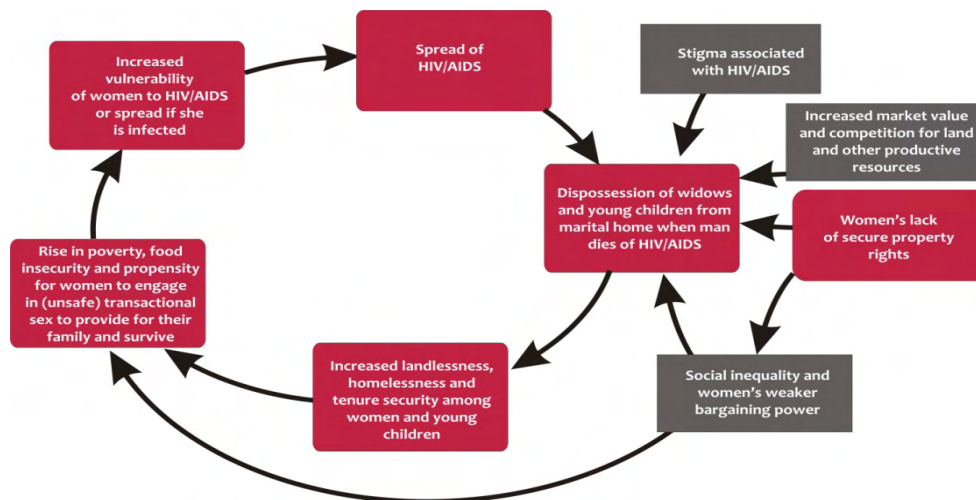 Increased
vulnerability
of women to HIV/AIDS
or spread if she
is infected
Spread of
HIV/AIDS
Stigma associated
with HIV/AIDS
Increased market value
and competition for land
and other productive
resources
Dispossession of widows
and young children from
marital home when man
dies of HIV/AIDS
Women's lack
of secure property
rights
Rise in poverty, food
insecurity and propensity
for women to engage
in (unsafe) transactional
sex to provide for their
family and survive
Increased landlessness,
homelessness and
tenure security among
women and young
children
Social inequality and
women's weaker
bargaining power